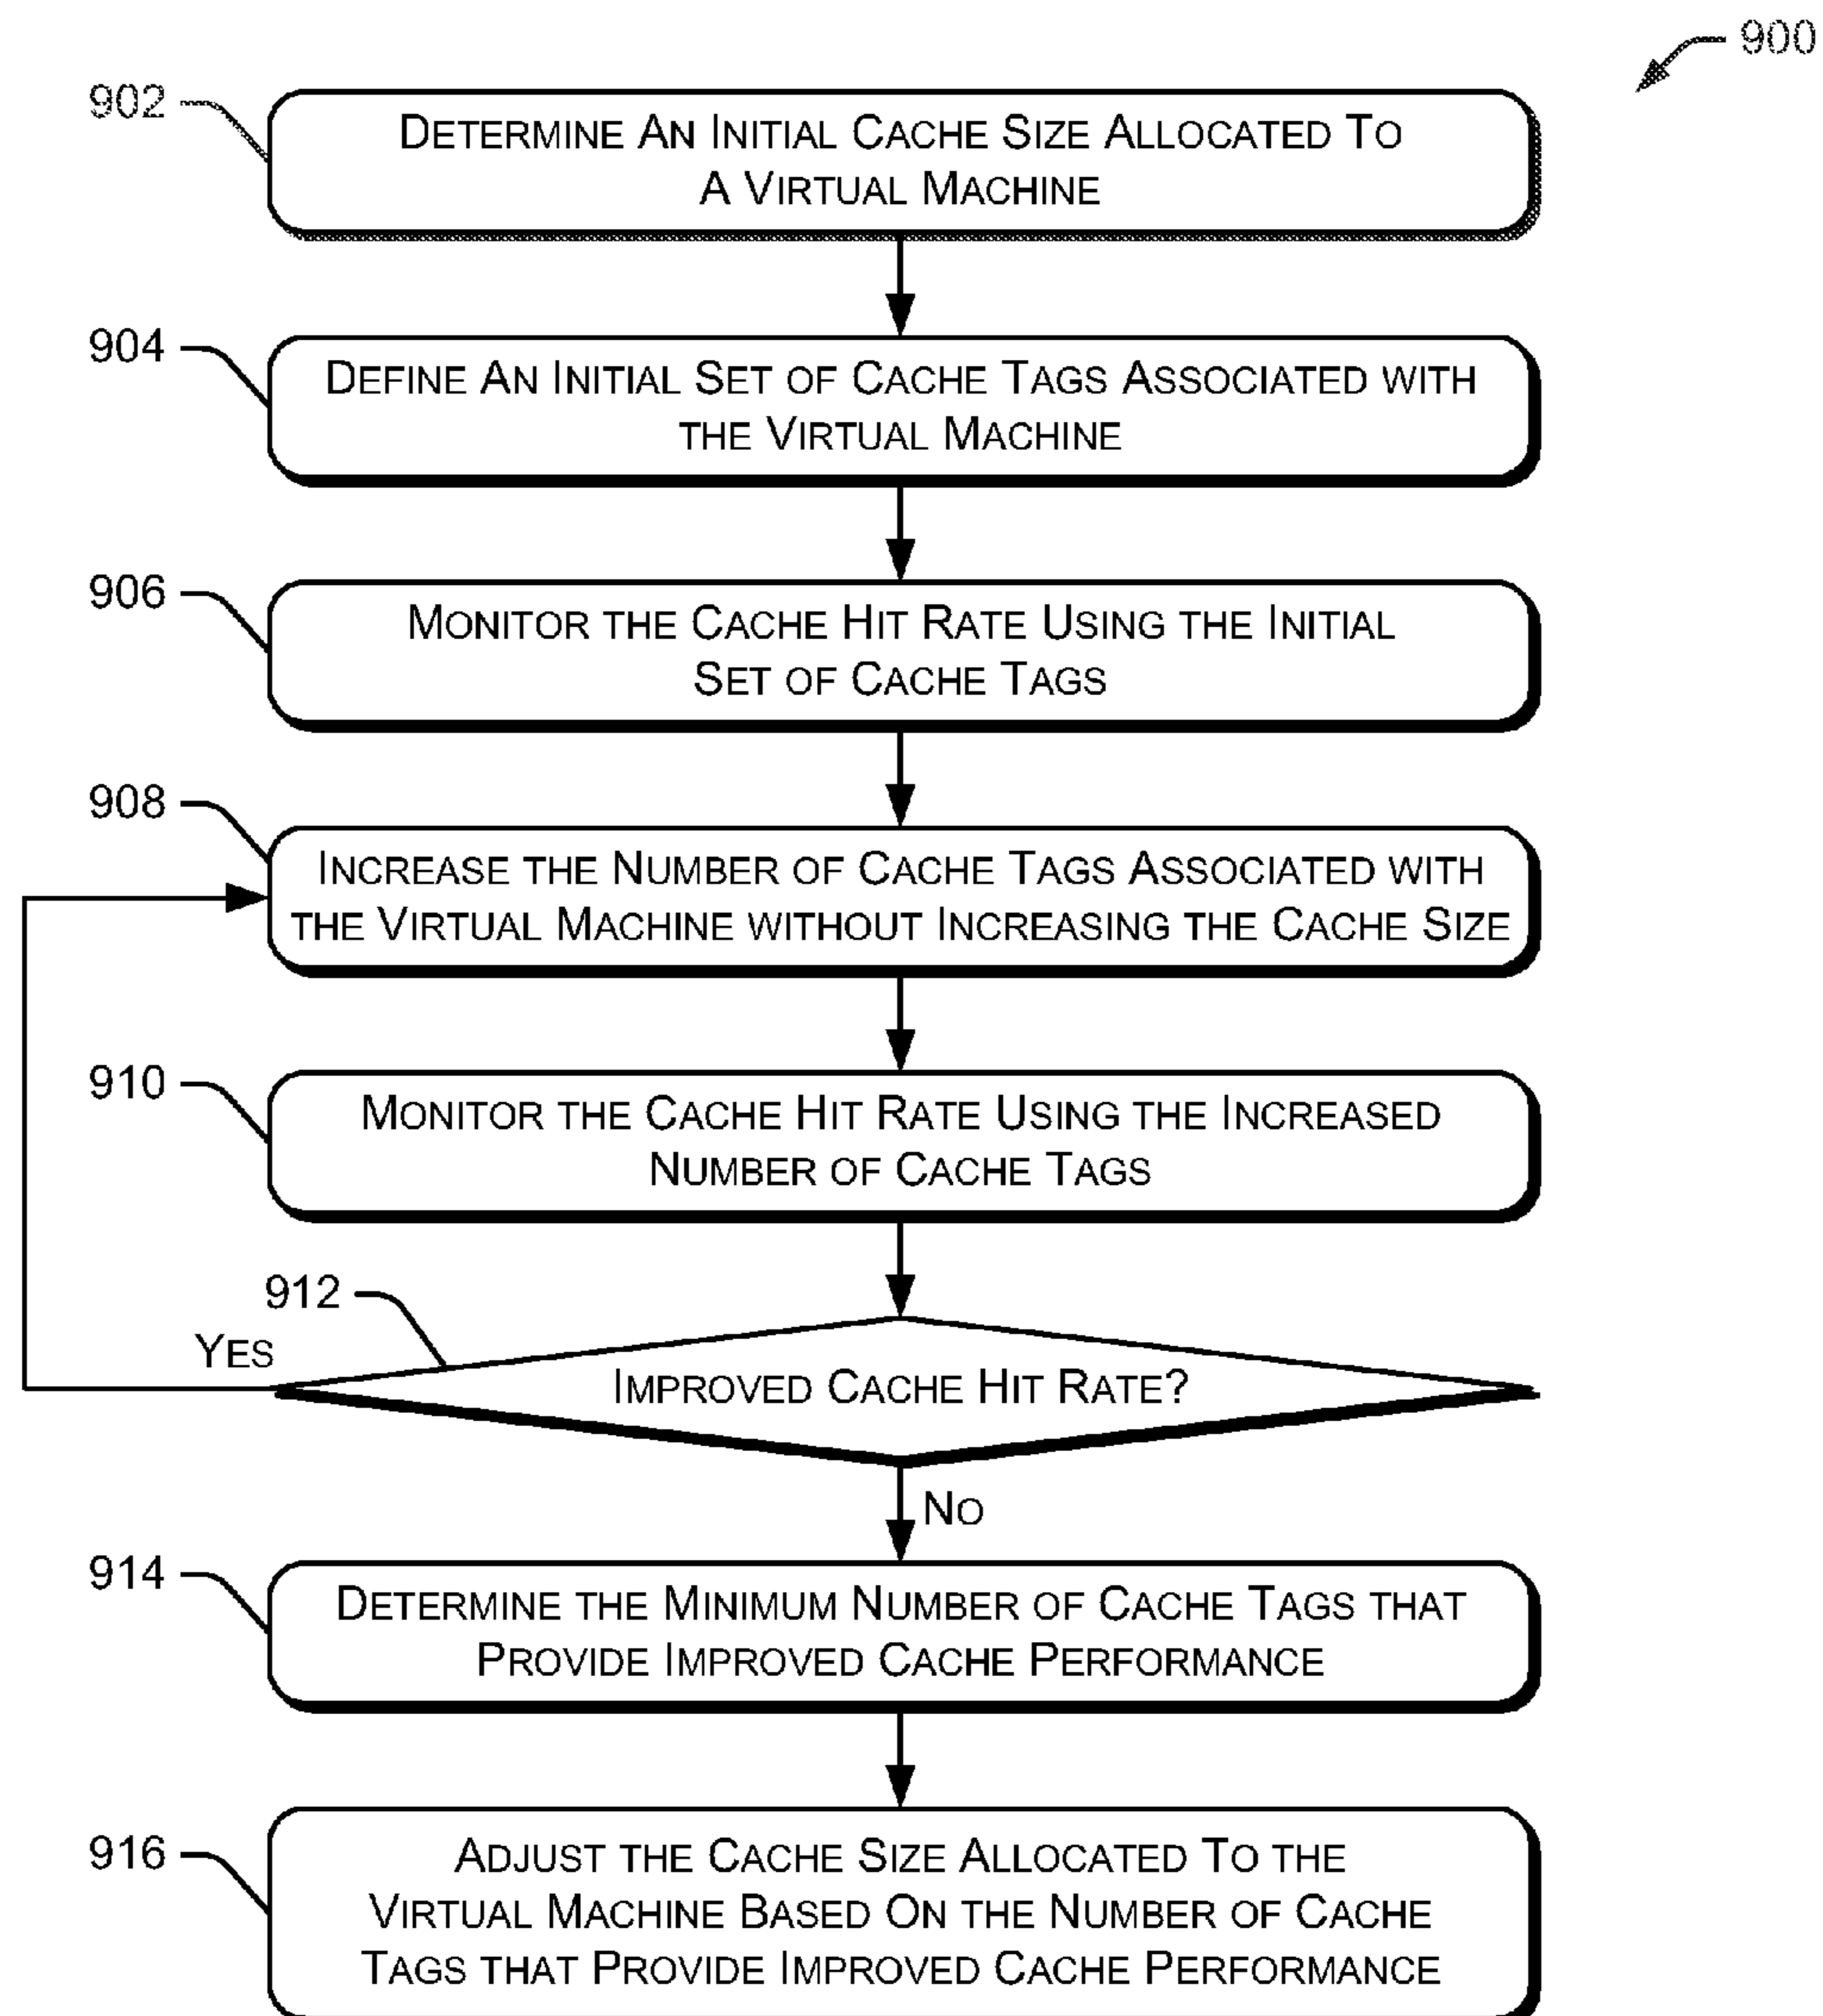 900
902
DETERMINE AN INITIAL CACHE SIZE ALLOCATED TO
A VIRTUAL MACHINE
904
DEFINE AN INITIAL SET OF CACHE TAGS ASSOCIATED WITH
THE VIRTUAL MACHINE
906
MONITOR THE CACHE HIT RATE USING THE INITIAL
SET OF CACHE TAGS
908
INCREASE THE NUMBER OF CACHE TAGS ASSOCIATED WITH
THE VIRTUAL MACHINE WITHOUT INCREASING THE CACHE SIZE
910
MONITOR THE CACHE HIT RATE USING THE INCREASED
NUMBER OF CACHE TAGS
912
YES
IMPROVED CACHE HIT RATE?
NO
914
DETERMINE THE MINIMUM NUMBER OF CACHE TAGS THAT
PROVIDE IMPROVED CACHE PERFORMANCE
916
ADJUST THE CACHE SIZE ALLOCATED TO THE
VIRTUAL MACHINE BASED ON THE NUMBER OF CACHE
TAGS THAT PROVIDE IMPROVED CACHE PERFORMANCE